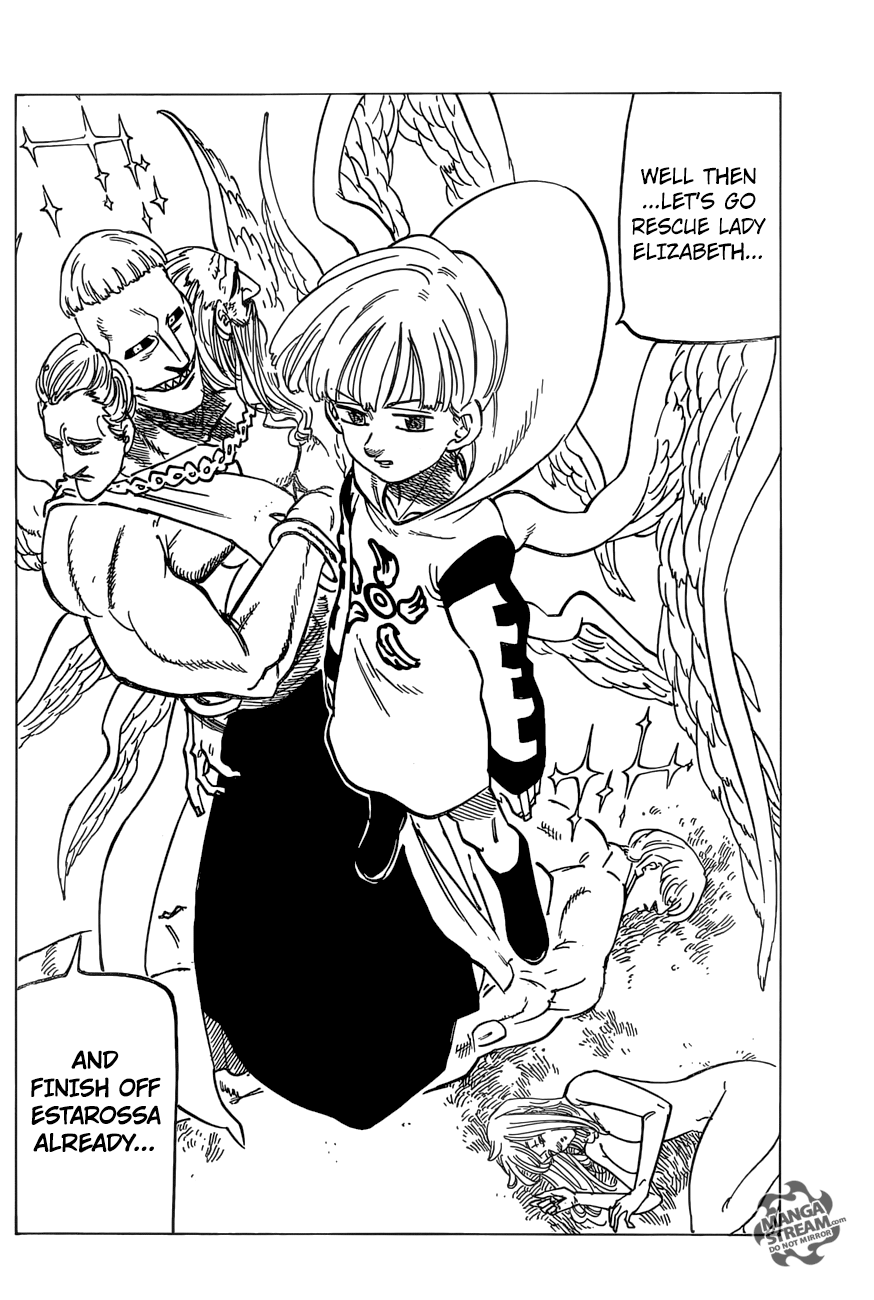 WELL THEN
...LET'S GO
RESCUE LADY
ELIZABETH...
AND
FINISH OFF
ESTAROSSA
ALREADY...
MANGA
STREAM.com
DO NOT MIRROR